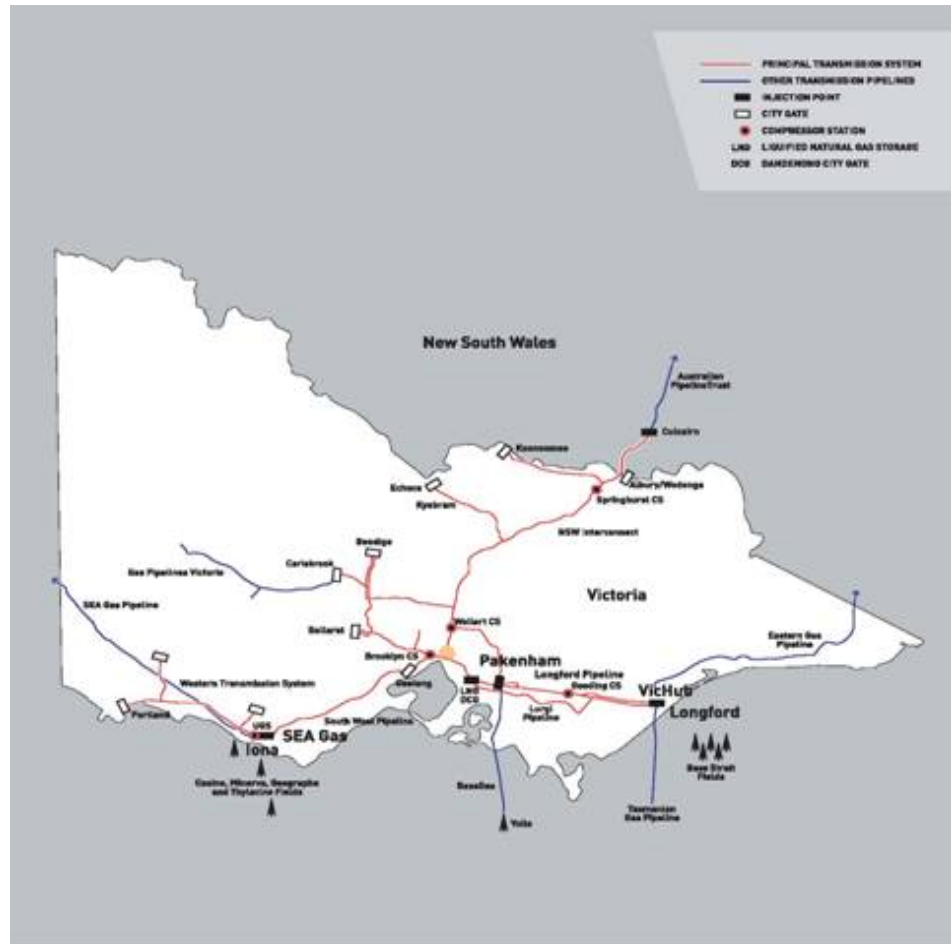 PRINCIPAL TRANSMISSION SYSTEM
OTHER TRANSMISSION PIPELINES
INJECTION POINT
CITY GATE
COMPRESSOR STATION
LNG LIQUIFIED NATURAL GAS STORAGE
DCG DANDENONG CITY GATE
New South Wales
Australian
PipelineTrust
Culcairn
Koonoomoo
Echuca
Albury/Wodonga
Springhurst CS
Kyabram
NSW Interconnect
Bendigo
Carisbrook
Gas Pipelines Victoria
SEA Gas Pipeline
Victoria
Wollert CS
Ballarat
Eastern Gas
Pipeline
Brooklyn CS
Pakenham
Geelong
Longford Pipeline
Gooding CS
Western Transmission System
LNG
DCG
VicHub
Lurgi
Pipeline
Longford
Portland
South West Pipeline
UGS
SEA Gas
Iona
Bass Strait
Fields
Casino, Minerva, Geographe
and Thylacine Fields
BassGas
Tasmanian
Gas Pipeline
Yolla